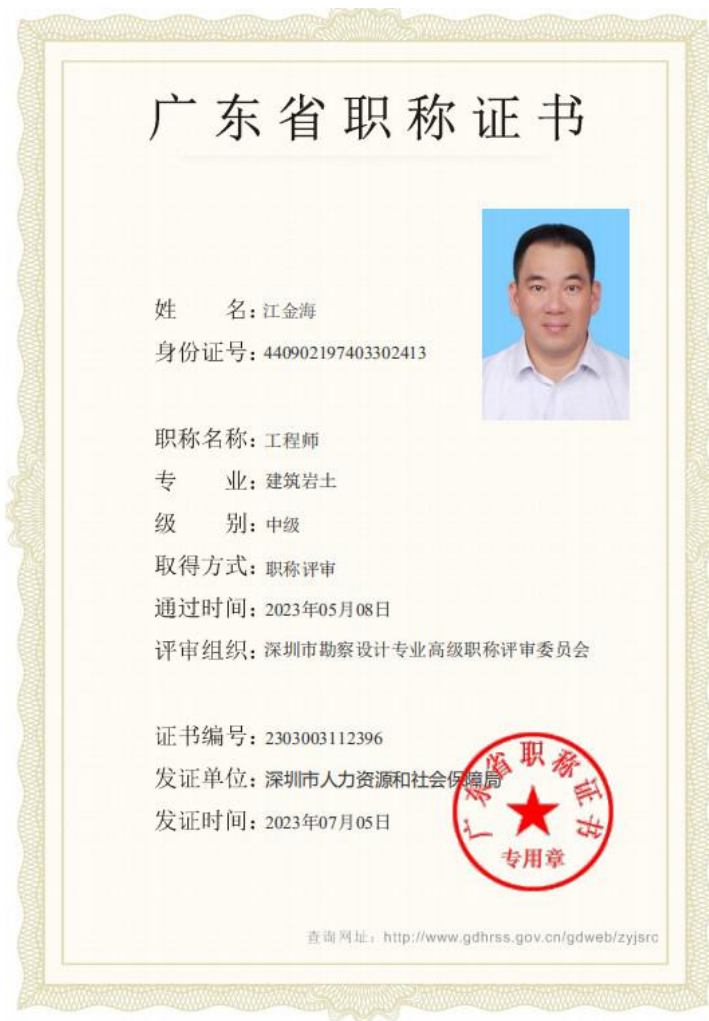 广东省职称证书
姓 名：江金海
身份证号：440902197403302413
职称名称：工程师
专 业：建筑岩土
级 别：中级
取得方式：职称评审
通过时间：2023年05月08日
评审组织：深圳市勘察设计专业高级职称评审委员会
证书编号：2303003112396
发证单位：深圳市人力资源和社会保障局
发证时间：2023年07月05日
广东省职称证书
专用章
查询网址：http://www.gdhrss.gov.cn/gdweb/zyjsrc